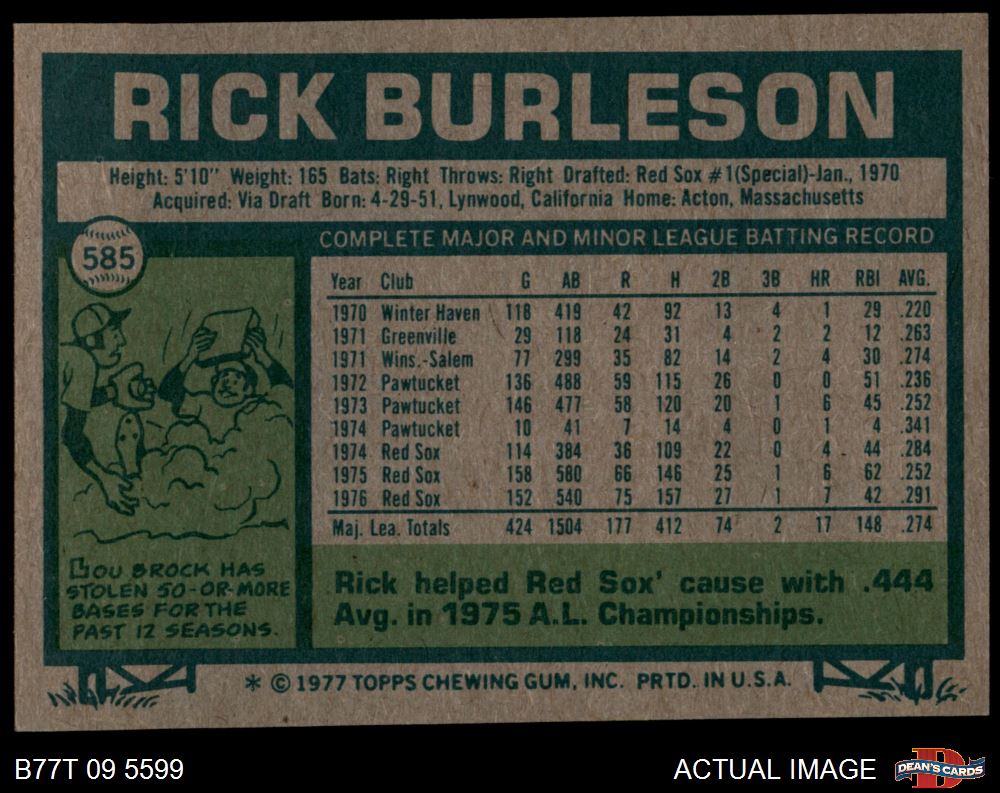 RICK BURLESON
Height: 5'10" Weight: 165 Bats: Right Throws: Right Drafted: Red Sox #1(Special)-Jan., 1970
Acquired: Via Draft Born: 4-29-51, Lynwood, California Home: Acton, Massachusetts
585
COMPLETE MAJOR AND MINOR LEAGUE BATTING RECORD
Year Club G AB R H 2B 3B HR RBI AVG.
1970 Winter Haven 118 419 42 92 13 4 1 29 .220
1971 Greenville 29 118 24 31 4 2 2 12 .263
1971 Wins.-Salem 77 299 35 82 14 2 4 30 .274
1972 Pawtucket 136 488 59 115 26 0 0 51 .236
1973 Pawtucket 146 477 58 120 20 1 6 45 .252
1974 Pawtucket 10 41 7 14 4 0 1 4 .341
1974 Red Sox 114 384 36 109 22 0 4 44 .284
1975 Red Sox 158 580 66 146 25 1 6 62 .252
1976 Red Sox 152 540 75 157 27 1 7 42 .291
Maj. Lea. Totals 424 1504 177 412 74 2 17 148 .274
LOU BROCK HAS
STOLEN 50-OR-MORE
BASES FOR THE
PAST 12 SEASONS.
Rick helped Red Sox' cause with .444
Avg. in 1975 A.L. Championships.
* © 1977 TOPPS CHEWING GUM, INC. PRTD. IN U.S.A.
B77T 09 5599
ACTUAL IMAGE
D
DEAN'S CARDS